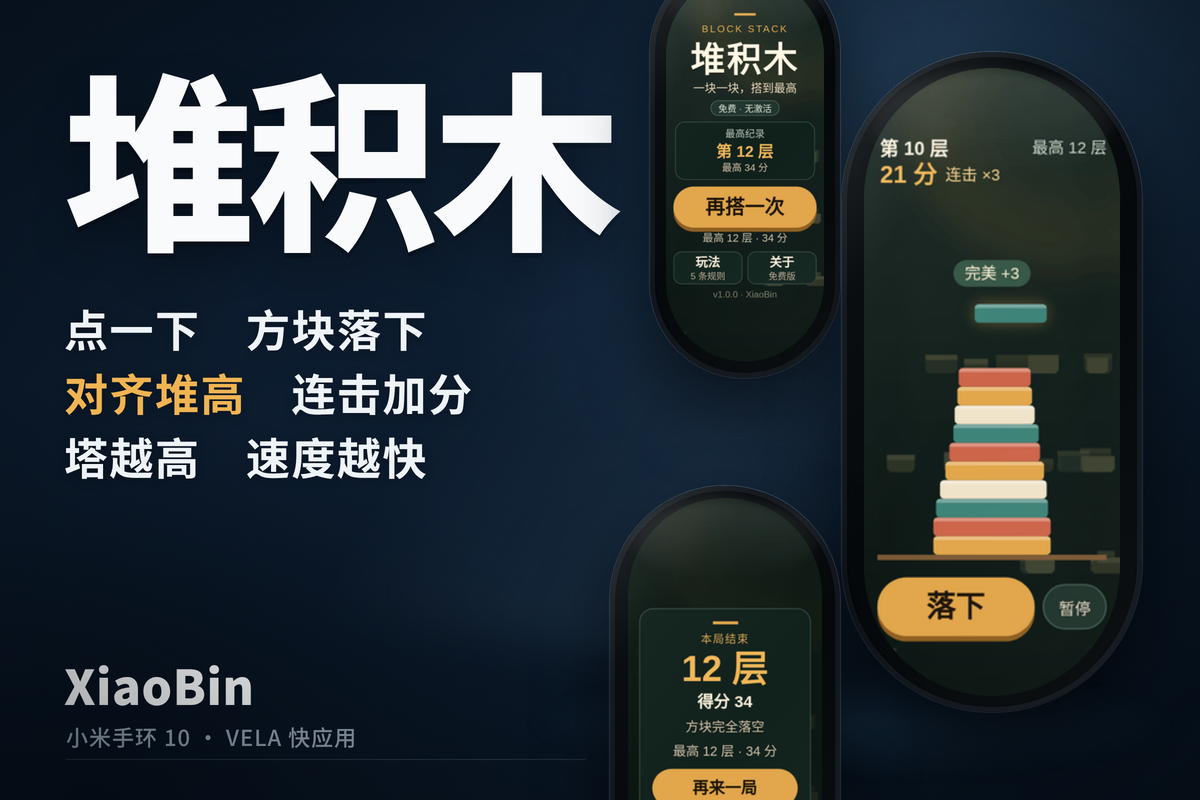 堆积木
点一下 方块落下
对齐堆高 连击加分
塔越高 速度越快
XiaoBin
小米手环 10 · VELA 快应用
BLOCK STACK
堆积木
一块一块，搭到最高
免费 · 无激活
最高纪录
第 12 层
最高 34 分
再搭一次
最高 12 层 · 34 分
玩法 关于
5 条规则 免费版
v1.0.0 · XiaoBin
第 10 层 最高 12 层
21 分 连击 ×3
完美 +3
落下 暂停
本局结束
12 层
得分 34
方块完全落空
最高 12 层 · 34 分
再来一局